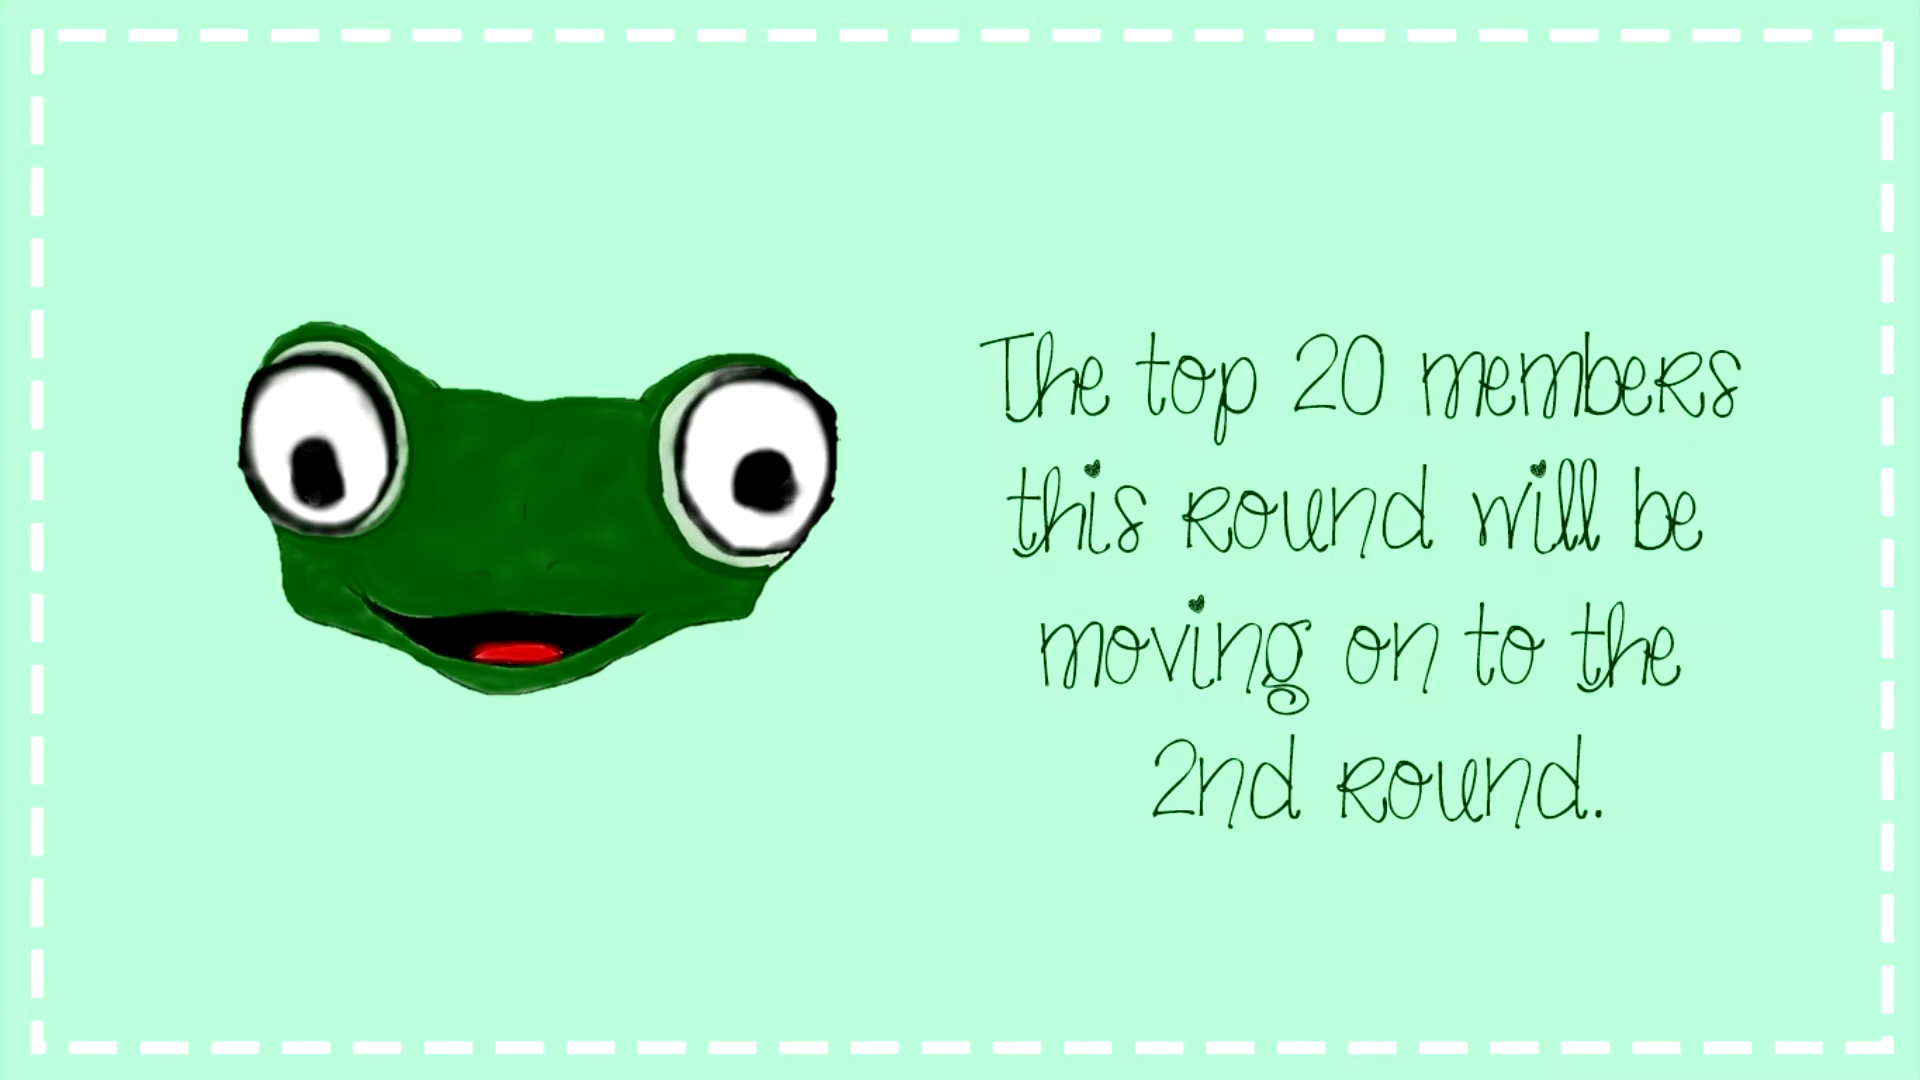 The top 20 members
this round will be
moving on to the
2nd round.